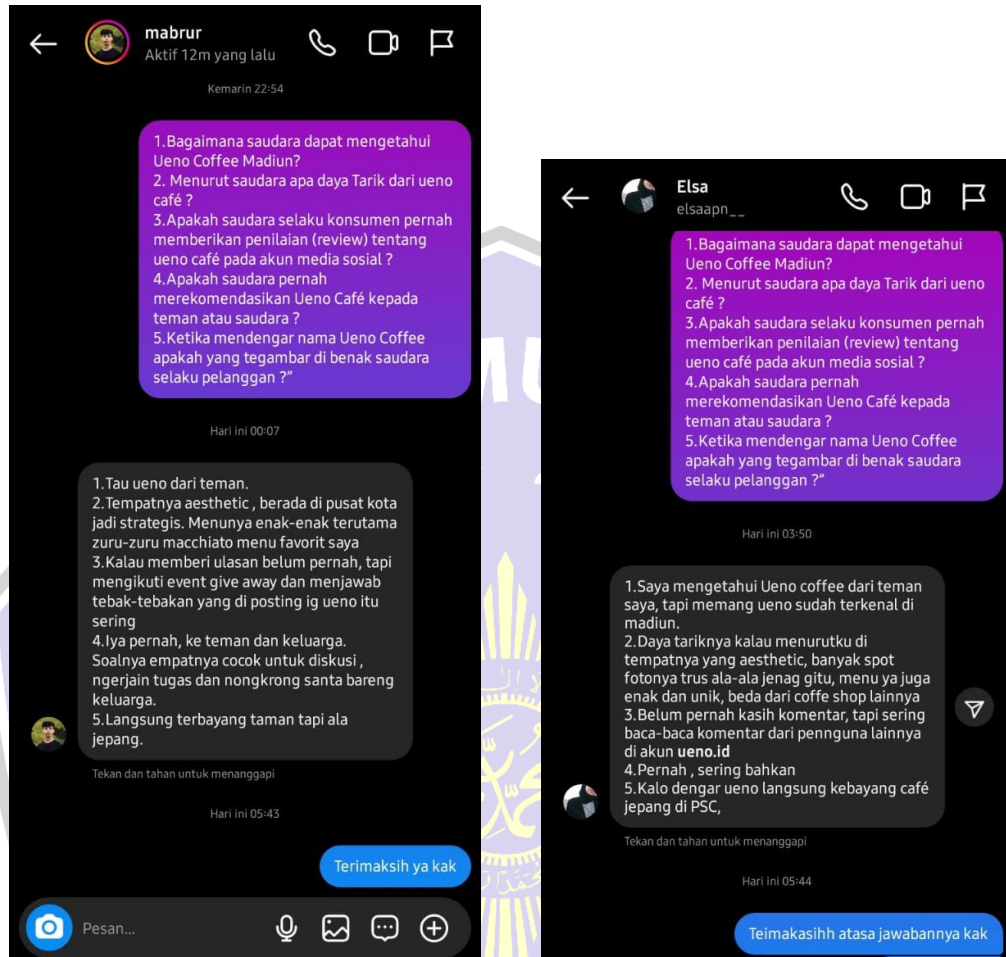 mabrur
Aktif 12m yang lalu
Kemarin 22:54
1.Bagaimana saudara dapat mengetahui
Ueno Coffee Madiun?
2. Menurut saudara apa daya Tarik dari ueno
café ?
3.Apakah saudara selaku konsumen pernah
memberikan penilaian (review) tentang
ueno café pada akun media sosial ?
4.Apakah saudara pernah
merekomendasikan Ueno Café kepada
teman atau saudara ?
5.Ketika mendengar nama Ueno Coffee
apakah yang tegambar di benak saudara
selaku pelanggan ?"
Hari ini 00:07
1.Tau ueno dari teman.
2.Tempatnya aesthetic , berada di pusat kota
jadi strategis. Menunya enak-enak terutama
zuru-zuru macchiato menu favorit saya
3.Kalau memberi ulasan belum pernah, tapi
mengikuti event give away dan menjawab
tebak-tebakan yang di posting ig ueno itu
sering
4.Iya pernah, ke teman dan keluarga.
Soalnya empatnya cocok untuk diskusi ,
ngerjain tugas dan nongkrong santa bareng
keluarga.
5.Langsung terbayang taman tapi ala
jepang.
Tekan dan tahan untuk menanggapi
Hari ini 05:43
Terimaksih ya kak
Pesan...
Elsa
elsaapn__
1.Bagaimana saudara dapat mengetahui
Ueno Coffee Madiun?
2. Menurut saudara apa daya Tarik dari ueno
café ?
3.Apakah saudara selaku konsumen pernah
memberikan penilaian (review) tentang
ueno café pada akun media sosial ?
4.Apakah saudara pernah
merekomendasikan Ueno Café kepada
teman atau saudara ?
5.Ketika mendengar nama Ueno Coffee
apakah yang tegambar di benak saudara
selaku pelanggan ?"
Hari ini 03:50
1.Saya mengetahui Ueno coffee dari teman
saya, tapi memang ueno sudah terkenal di
madiun.
2.Daya tariknya kalau menurutku di
tempatnya yang aesthetic, banyak spot
fotonya trus ala-ala jenag gitu, menu ya juga
enak dan unik, beda dari coffe shop lainnya
3.Belum pernah kasih komentar, tapi sering
baca-baca komentar dari pennguna lainnya
di akun ueno.id
4.Pernah , sering bahkan
5.Kalo dengar ueno langsung kebayang café
jepang di PSC,
Tekan dan tahan untuk menanggapi
Hari ini 05:44
Teimakasihh atasa jawabannya kak